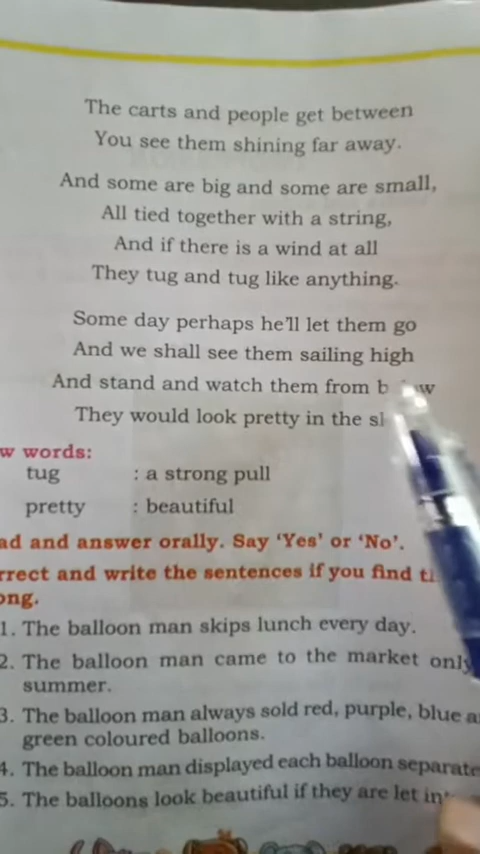 The carts and people get between
You see them shining far away.
And some are big and some are small,
All tied together with a string,
And if there is a wind at all
They tug and tug like anything.
Some day perhaps he'll let them go
And we shall see them sailing high
And stand and watch them from
They would look pretty in the
w words:
tug : a strong pull
pretty : beautiful
ad and answer orally. Say 'Yes' or 'No'.
rrect and write the sentences if you find
ong.
1. The balloon man skips lunch every day.
2. The balloon man came to the market only
summer.
3. The balloon man always sold red, purple, blue a
green coloured balloons.
4. The balloon man displayed each balloon separate
5. The balloons look beautiful if they are let